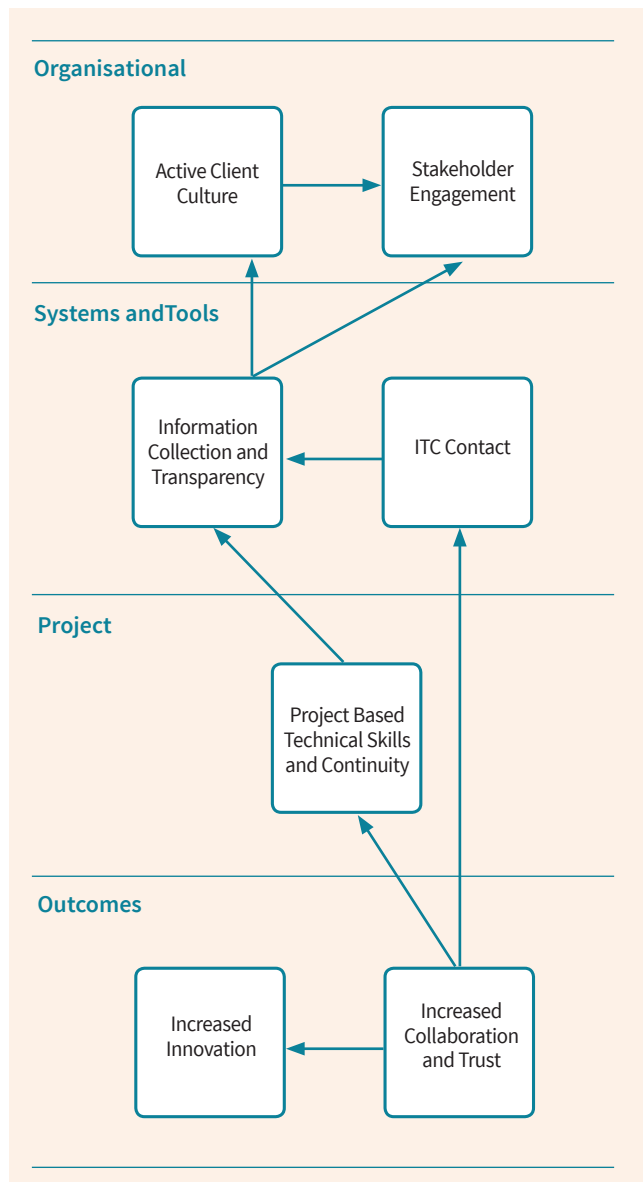 Organisational
Active Client
Culture
Stakeholder
Engagement
Systems andTools
Information
Collection and
Transparency
ITC Contact
Project
Project Based
Technical Skills
and Continuity
Outcomes
Increased
Innovation
Increased
Collaboration
and Trust